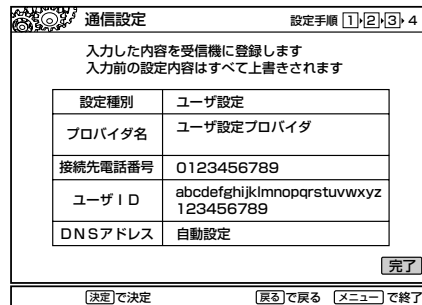 通信設定 設定手順 1 2 3 4
入力した内容を受信機に登録します
入力前の設定内容はすべて上書きされます
設定種別 ユーザ設定
プロバイダ名 ユーザ設定プロバイダ
接続先電話番号 0123456789
ユーザID abcdefghijklmnopqrstuvwxyz
123456789
DNSアドレス 自動設定
完了
決定で決定 戻るで戻る メニューで終了